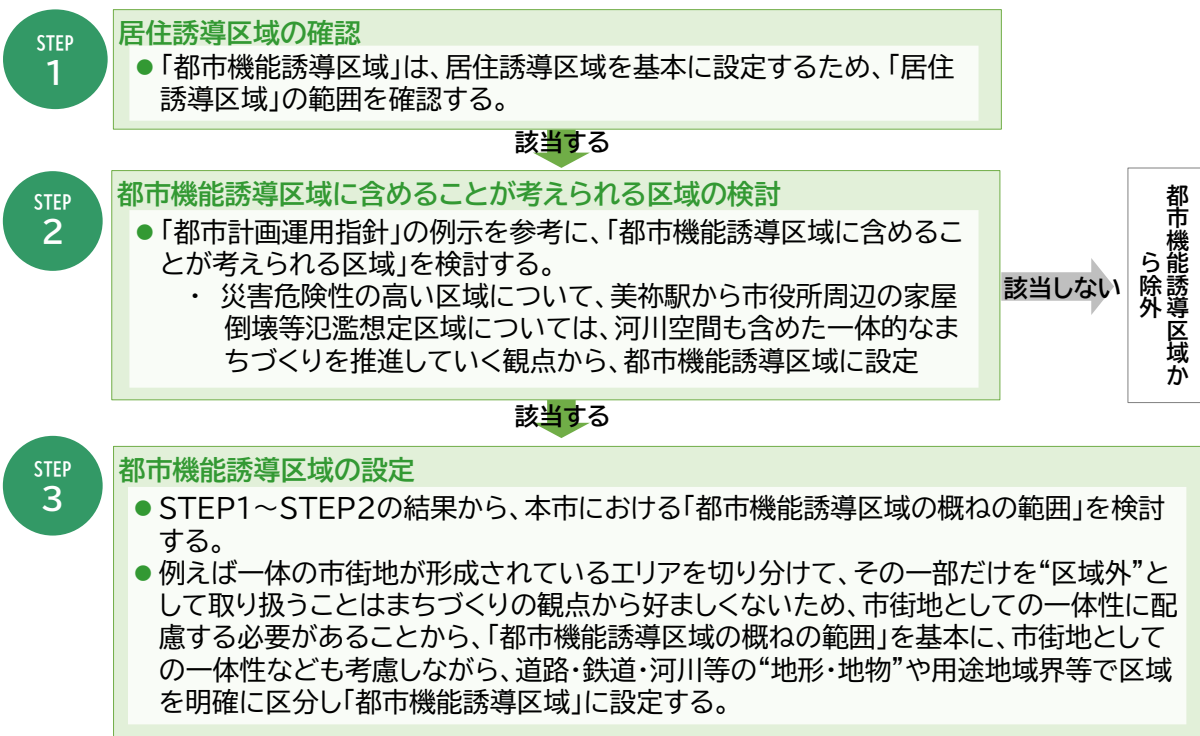 STEP
1
居住誘導区域の確認
●「都市機能誘導区域」は、居住誘導区域を基本に設定するため、「居住
誘導区域」の範囲を確認する。
該当する
STEP
2
都市機能誘導区域に含めることが考えられる区域の検討
●「都市計画運用指針」の例示を参考に、「都市機能誘導区域に含めるこ
とが考えられる区域」を検討する。
・ 災害危険性の高い区域について、美祢駅から市役所周辺の家屋
倒壊等氾濫想定区域については、河川空間も含めた一体的なま
ちづくりを推進していく観点から、都市機能誘導区域に設定
該当しない
都市機能誘導区域か
ら除外
該当する
STEP
3
都市機能誘導区域の設定
● STEP1～STEP2の結果から、本市における「都市機能誘導区域の概ねの範囲」を検討
する。
● 例えば一体の市街地が形成されているエリアを切り分けて、その一部だけを“区域外”と
して取り扱うことはまちづくりの観点から好ましくないため、市街地としての一体性に配
慮する必要があることから、「都市機能誘導区域の概ねの範囲」を基本に、市街地として
の一体性なども考慮しながら、道路・鉄道・河川等の“地形・地物”や用途地域界等で区域
を明確に区分し「都市機能誘導区域」に設定する。